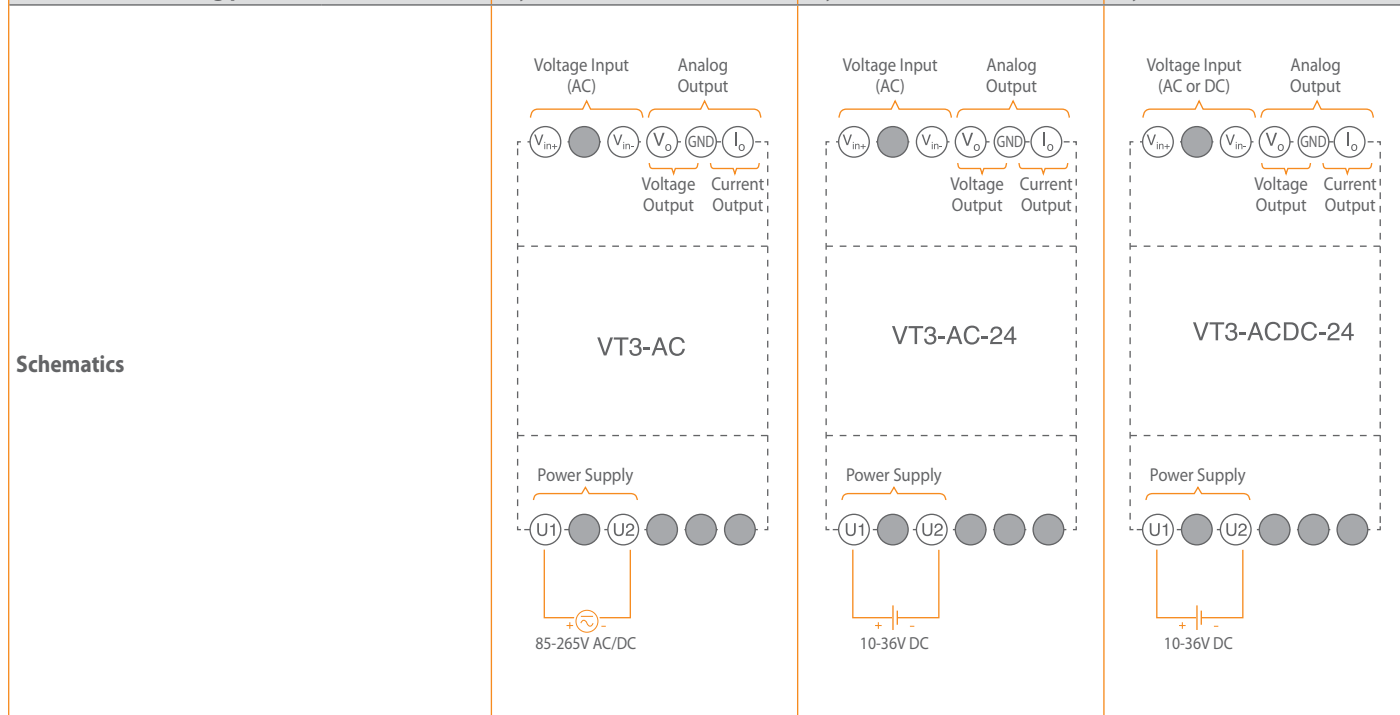 Schematics
Voltage Input
(AC)
Analog
Output
Vin+
Vin-
Vo
GND
Io
Voltage
Output
Current
Output
VT3-AC
Power Supply
U1
U2
+
-
85-265V AC/DC
Voltage Input
(AC)
Analog
Output
Vin+
Vin-
Vo
GND
Io
Voltage
Output
Current
Output
VT3-AC-24
Power Supply
U1
U2
+
-
10-36V DC
Voltage Input
(AC or DC)
Analog
Output
Vin+
Vin-
Vo
GND
Io
Voltage
Output
Current
Output
VT3-ACDC-24
Power Supply
U1
U2
+
-
10-36V DC